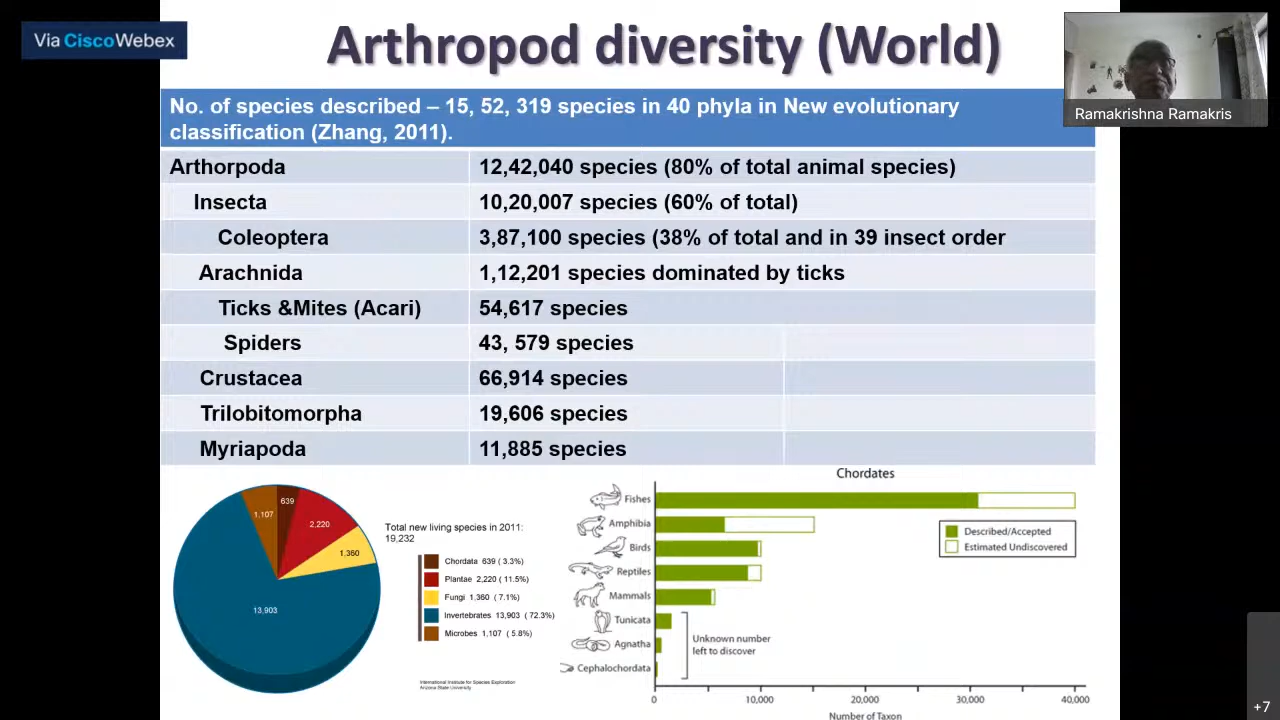 Via CiscoWebex
Arthropod diversity (World)
Ramakrishna Ramakris
No. of species described – 15, 52, 319 species in 40 phyla in New evolutionary
classification (Zhang, 2011).
Arthorpoda 12,42,040 species (80% of total animal species)
Insecta 10,20,007 species (60% of total)
Coleoptera 3,87,100 species (38% of total and in 39 insect order
Arachnida 1,12,201 species dominated by ticks
Ticks &Mites (Acari) 54,617 species
Spiders 43, 579 species
Crustacea 66,914 species
Trilobitomorpha 19,606 species
Myriapoda 11,885 species
639
1,107
2,220
1,360
13,903
Total new living species in 2011:
19,232
Chordata 639 ( 3.3%)
Plantae 2,220 ( 11.5%)
Fungi 1,360 ( 7.1%)
Invertebrates 13,903 ( 72.3%)
Microbes 1,107 ( 5.8%)
International Institute for Species Exploration
Arizona State University
Chordates
Fishes
Amphibia
Birds
Reptiles
Mammals
Tunicata
Agnatha
Cephalochordata
Described/Accepted
Estimated Undiscovered
Unknown number
left to discover
0 10,000 20,000 30,000 40,000
Number of Taxon
+7